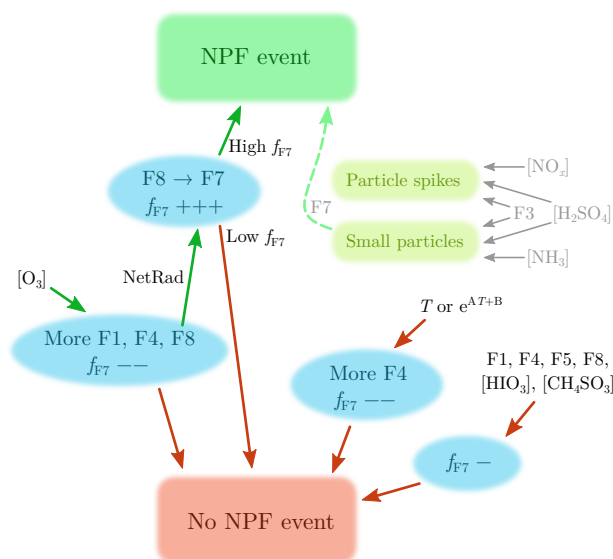 NPF event
High f_F7
[NO_x]
Particle spikes
F8 → F7
f_F7 +++
F7
F3
[H₂SO₄]
Low f_F7
Small particles
[NH₃]
[O₃]
NetRad
T or e^{AT+B}
More F1, F4, F8
f_F7 −−
F1, F4, F5, F8,
[HIO₃], [CH₄SO₃]
More F4
f_F7 −−
f_F7 −
No NPF event